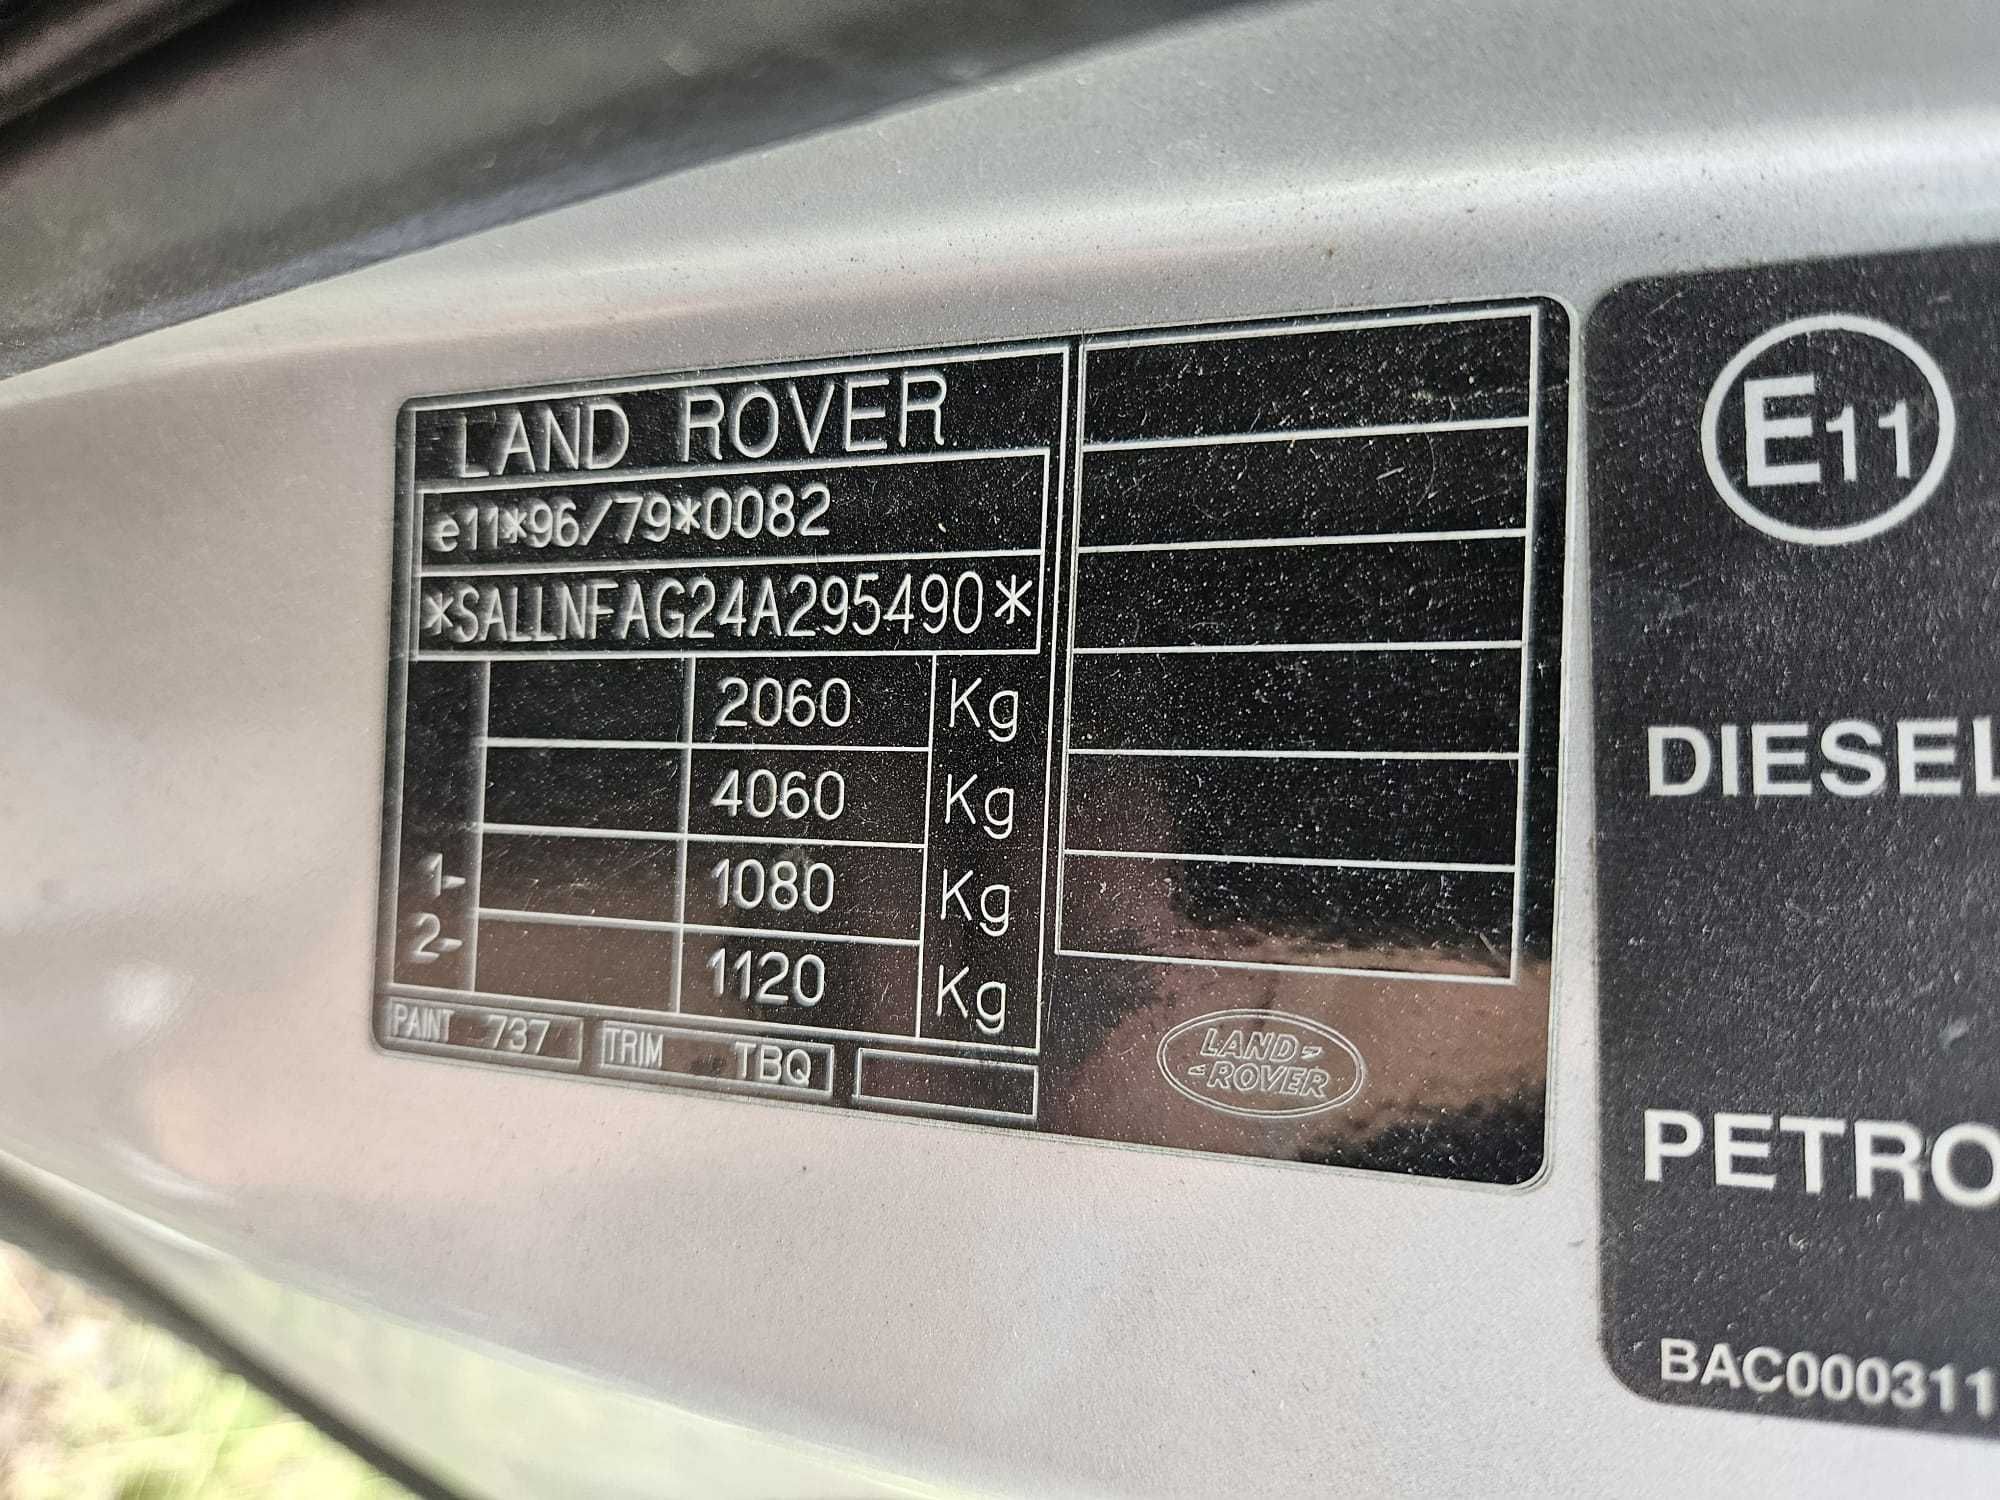 LAND ROVER
e11*96/79*0082
*SALLNFAG24A295490*
2060 Kg
4060 Kg
1- 1080 Kg
2- 1120 Kg
PAINT 737 TRIM TBQ
LAND-
-ROVER
E11
DIESEL
PETRO
BAC000311